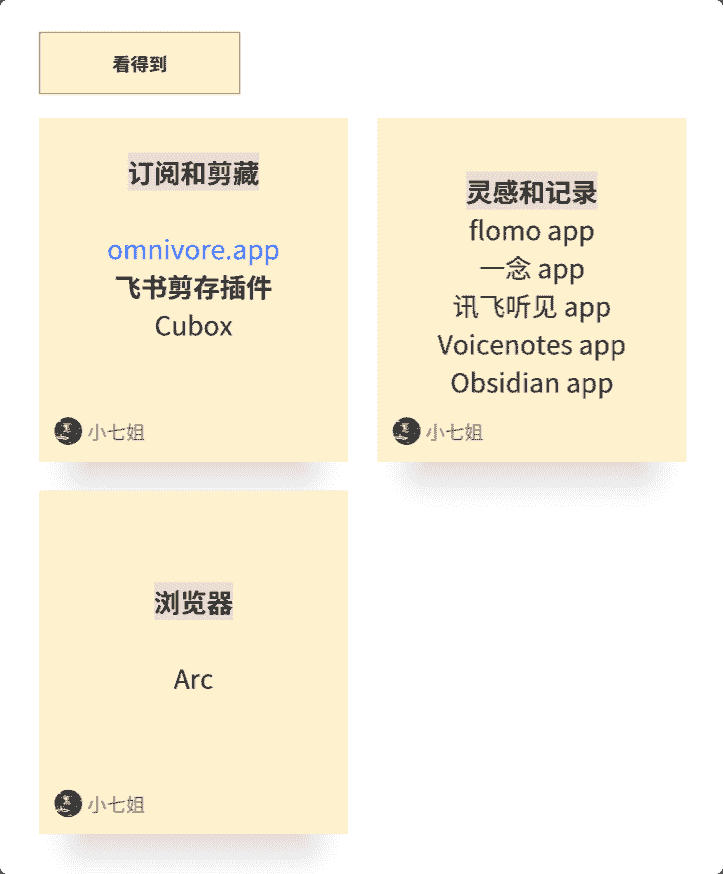 看得到
订阅和剪藏
omnivore.app
飞书剪存插件
Cubox
小七姐
灵感和记录
flomo app
一念 app
讯飞听见 app
Voicenotes app
Obsidian app
小七姐
浏览器
Arc
小七姐